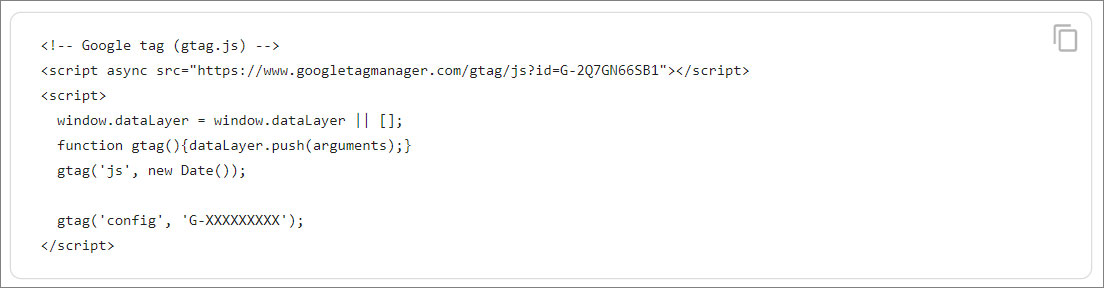 <!-- Google tag (gtag.js) -->
<script async src="https://www.googletagmanager.com/gtag/js?id=G-2Q7GN66SB1"></script>
<script>
window.dataLayer = window.dataLayer || [];
function gtag(){dataLayer.push(arguments);}
gtag('js', new Date());
gtag('config', 'G-XXXXXXXXX');
</script>